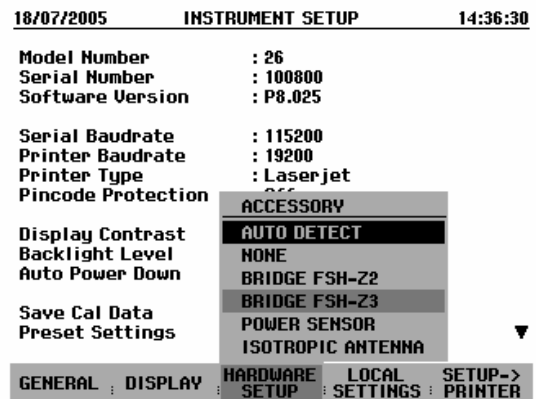 18/07/2005 INSTRUMENT SETUP 14:36:30
Model Number : 26
Serial Number : 100800
Software Version : P8.025
Serial Baudrate : 115200
Printer Baudrate : 19200
Printer Type : Laserjet
Pincode Protection
ACCESSORY
AUTO DETECT
NONE
BRIDGE FSH-Z2
BRIDGE FSH-Z3
POWER SENSOR
ISOTROPIC ANTENNA
Display Contrast
Backlight Level
Auto Power Down
Save Cal Data
Preset Settings
GENERAL DISPLAY HARDWARE SETUP LOCAL SETTINGS SETUP-> PRINTER